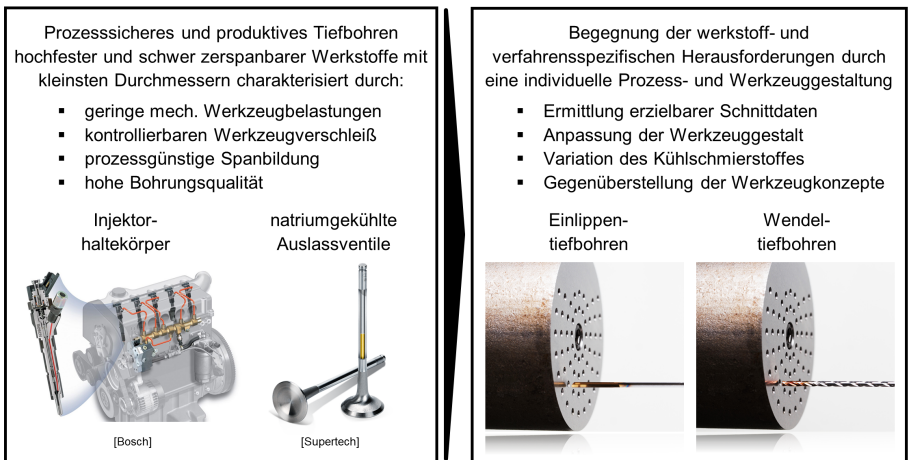 Prozesssicheres und produktives Tiefbohren
hochfester und schwer zerspanbarer Werkstoffe mit
kleinsten Durchmessern charakterisiert durch:
▪ geringe mech. Werkzeugbelastungen
▪ kontrollierbaren Werkzeugverschleiß
▪ prozessgünstige Spanbildung
▪ hohe Bohrungsqualität
Injektor-
haltekörper
natriumgekühlte
Auslassventile
[Bosch]
[Supertech]
Begegnung der werkstoff- und
verfahrensspezifischen Herausforderungen durch
eine individuelle Prozess- und Werkzeuggestaltung
▪ Ermittlung erzielbarer Schnittdaten
▪ Anpassung der Werkzeuggestalt
▪ Variation des Kühlschmierstoffes
▪ Gegenüberstellung der Werkzeugkonzepte
Einlippen-
tiefbohren
Wendel-
tiefbohren